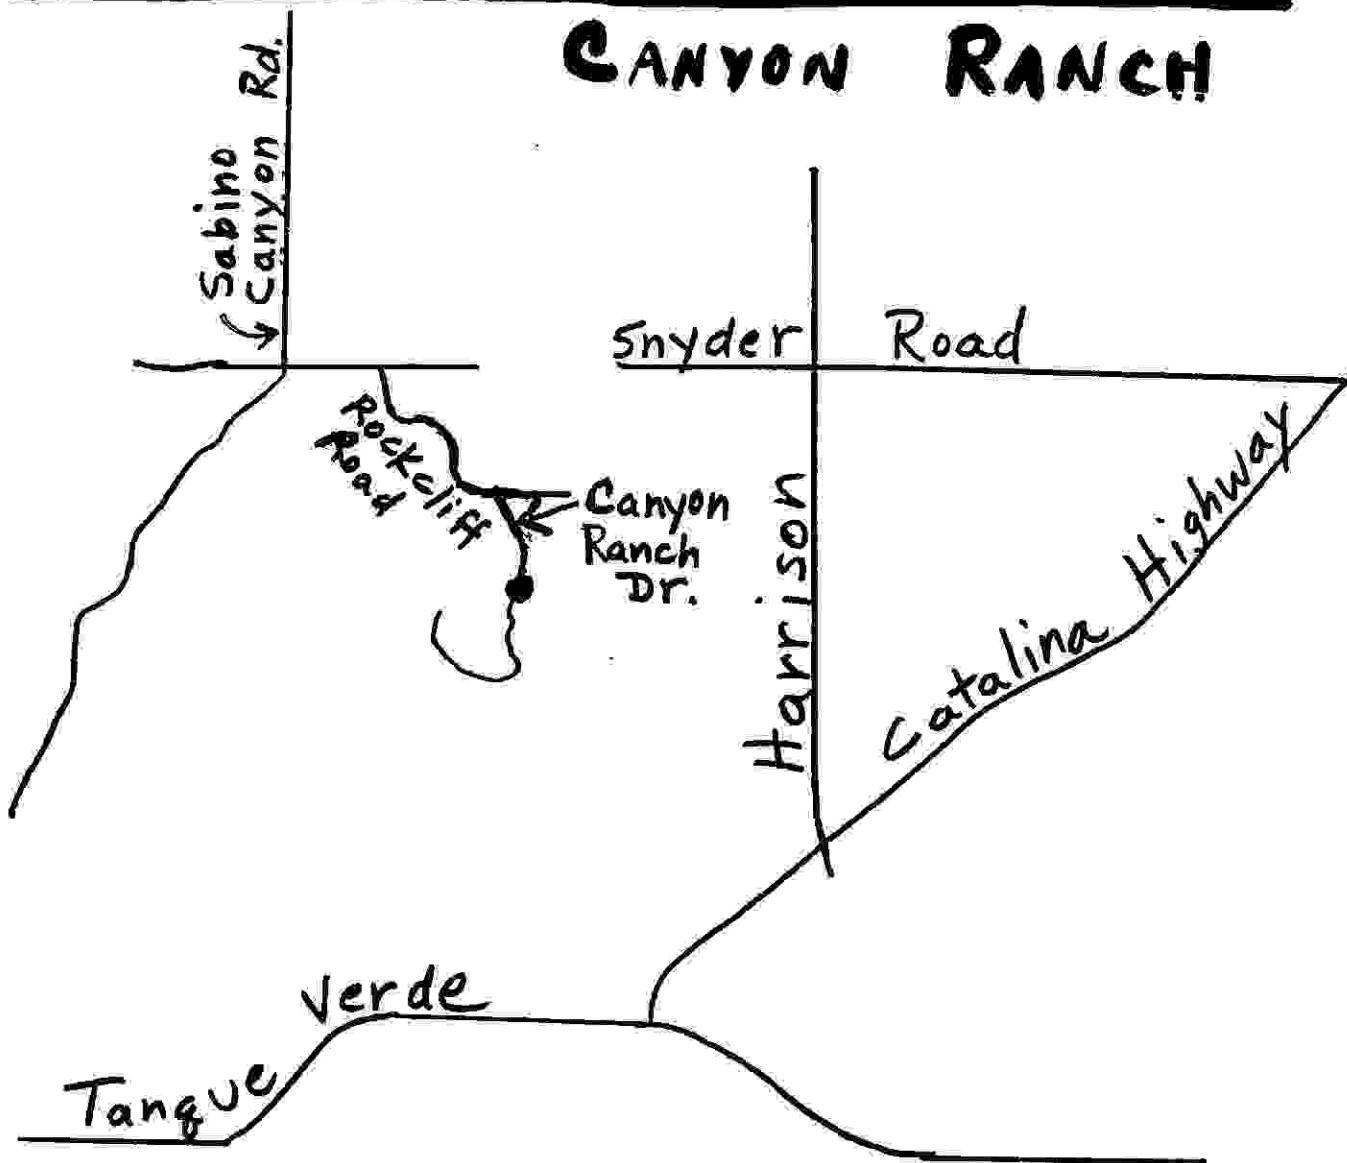 CANYON RANCH
Sabino
Canyon Rd.
Snyder Road
Rockcliff
Road
Canyon
Ranch
Dr.
Harrison
Catalina Highway
Tanque Verde